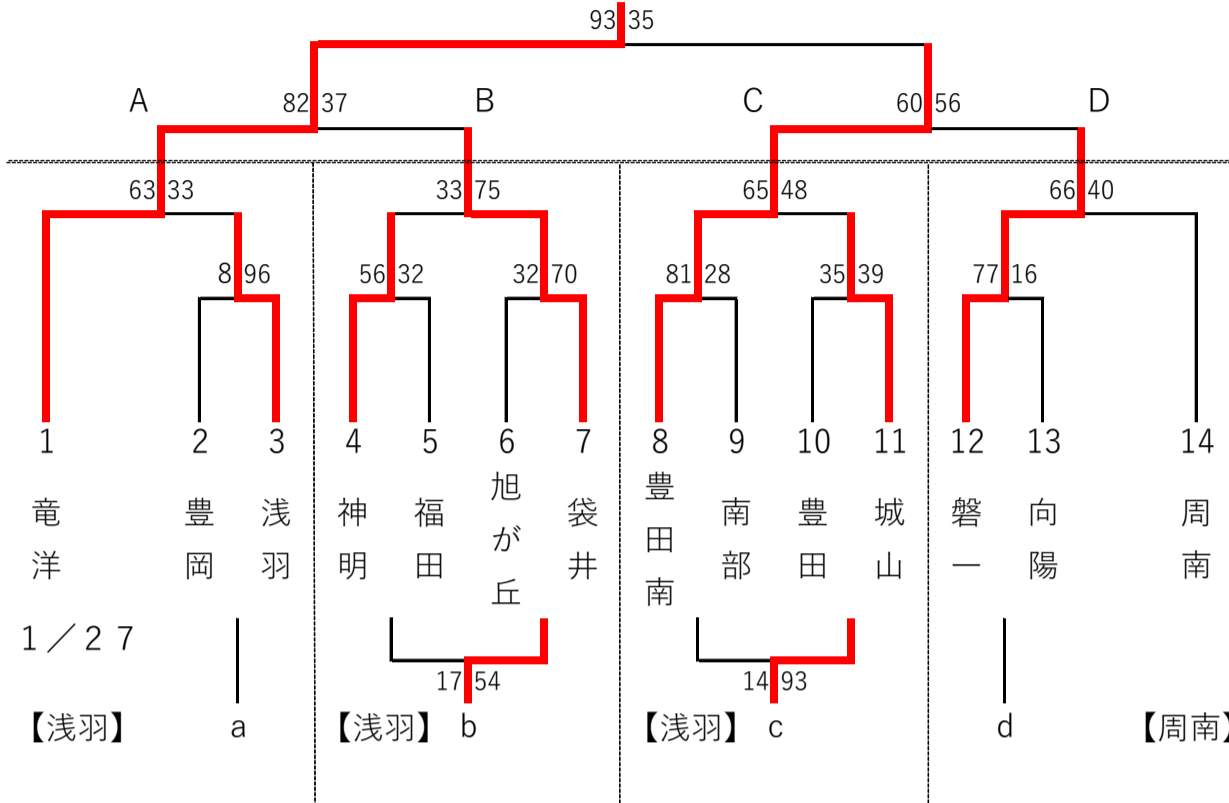 93 35
A 82 37 B C 60 56 D
63 33 33 75 65 48 66 40
8 96 56 32 32 70 81 28 35 39 77 16
1 2 3 4 5 6 7 8 9 10 11 12 13 14
竜洋
豊岡
浅羽
神明
福田
旭が丘
袋井
豊田南
南部
豊田
城山
磐一
向陽
周南
1/27
17 54 14 93
【浅羽】 a 【浅羽】 b 【浅羽】 c d 【周南】